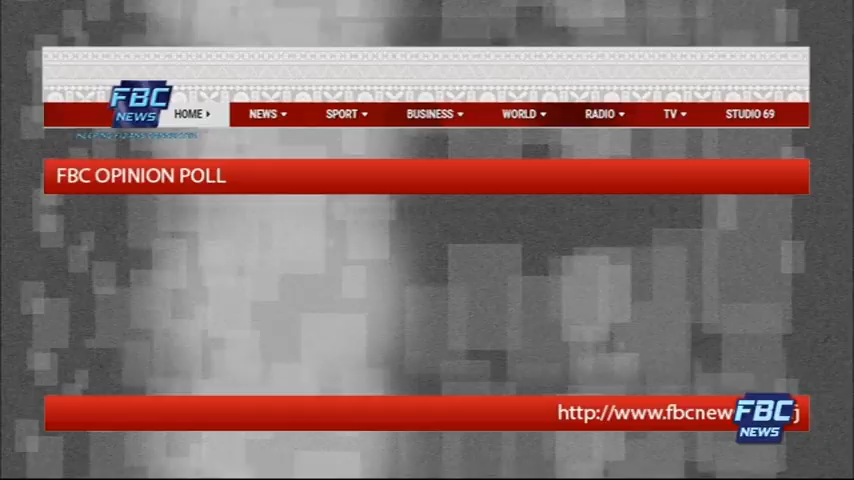 FBC
NEWS
HOME NEWS SPORT BUSINESS WORLD RADIO TV STUDIO 69
FBC OPINION POLL
http://www.fbcnew j
FBC
NEWS